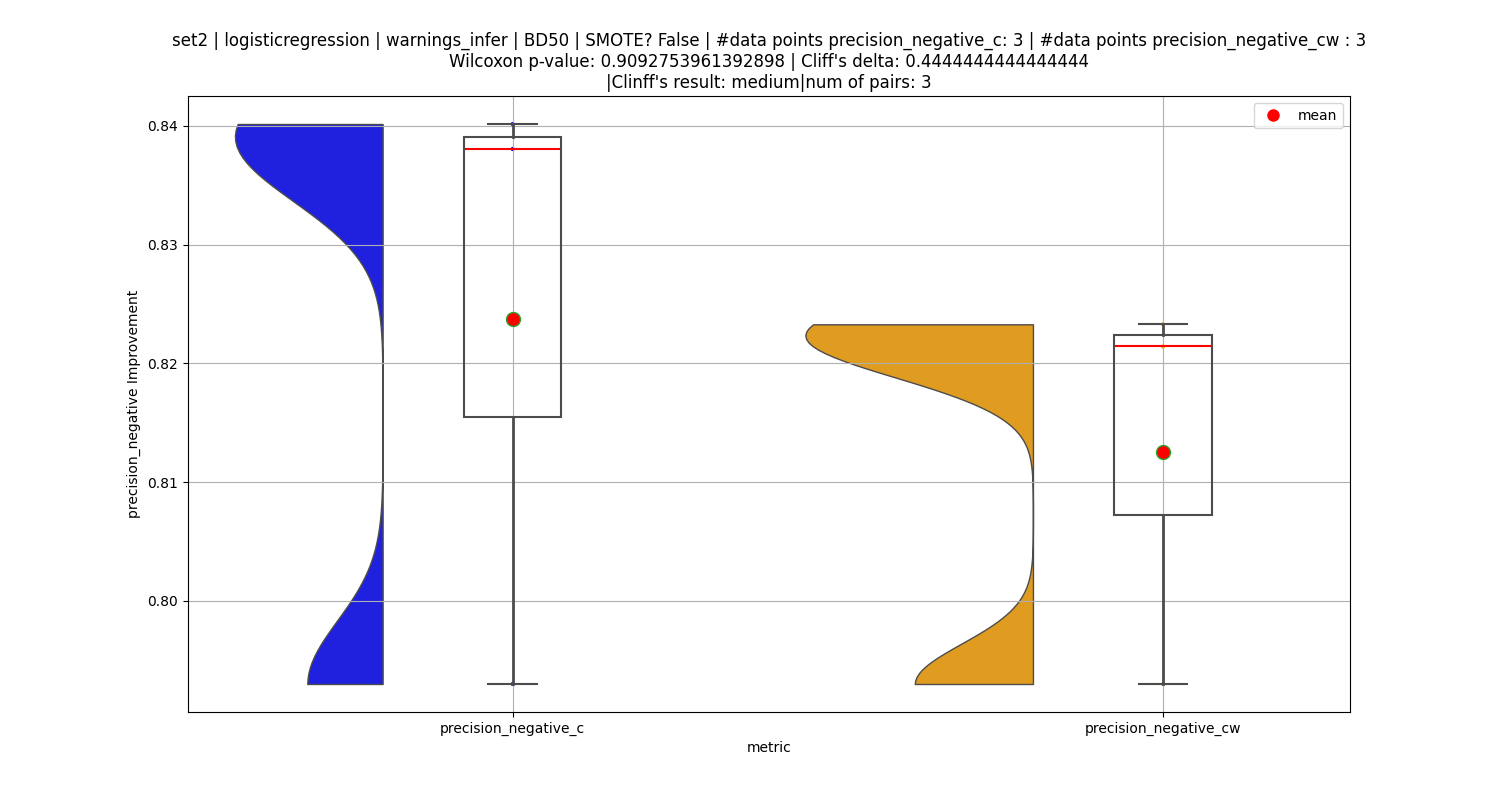 set2 | logisticregression | warnings_infer | BD50 | SMOTE? False | #data points precision_negative_c: 3 | #data points precision_negative_cw : 3
Wilcoxon p-value: 0.9092753961392898 | Cliff's delta: 0.4444444444444444
|Clinff's result: medium|num of pairs: 3
mean
0.84
0.83
0.82
0.81
0.80
precision_negative Improvement
precision_negative_c
precision_negative_cw
metric